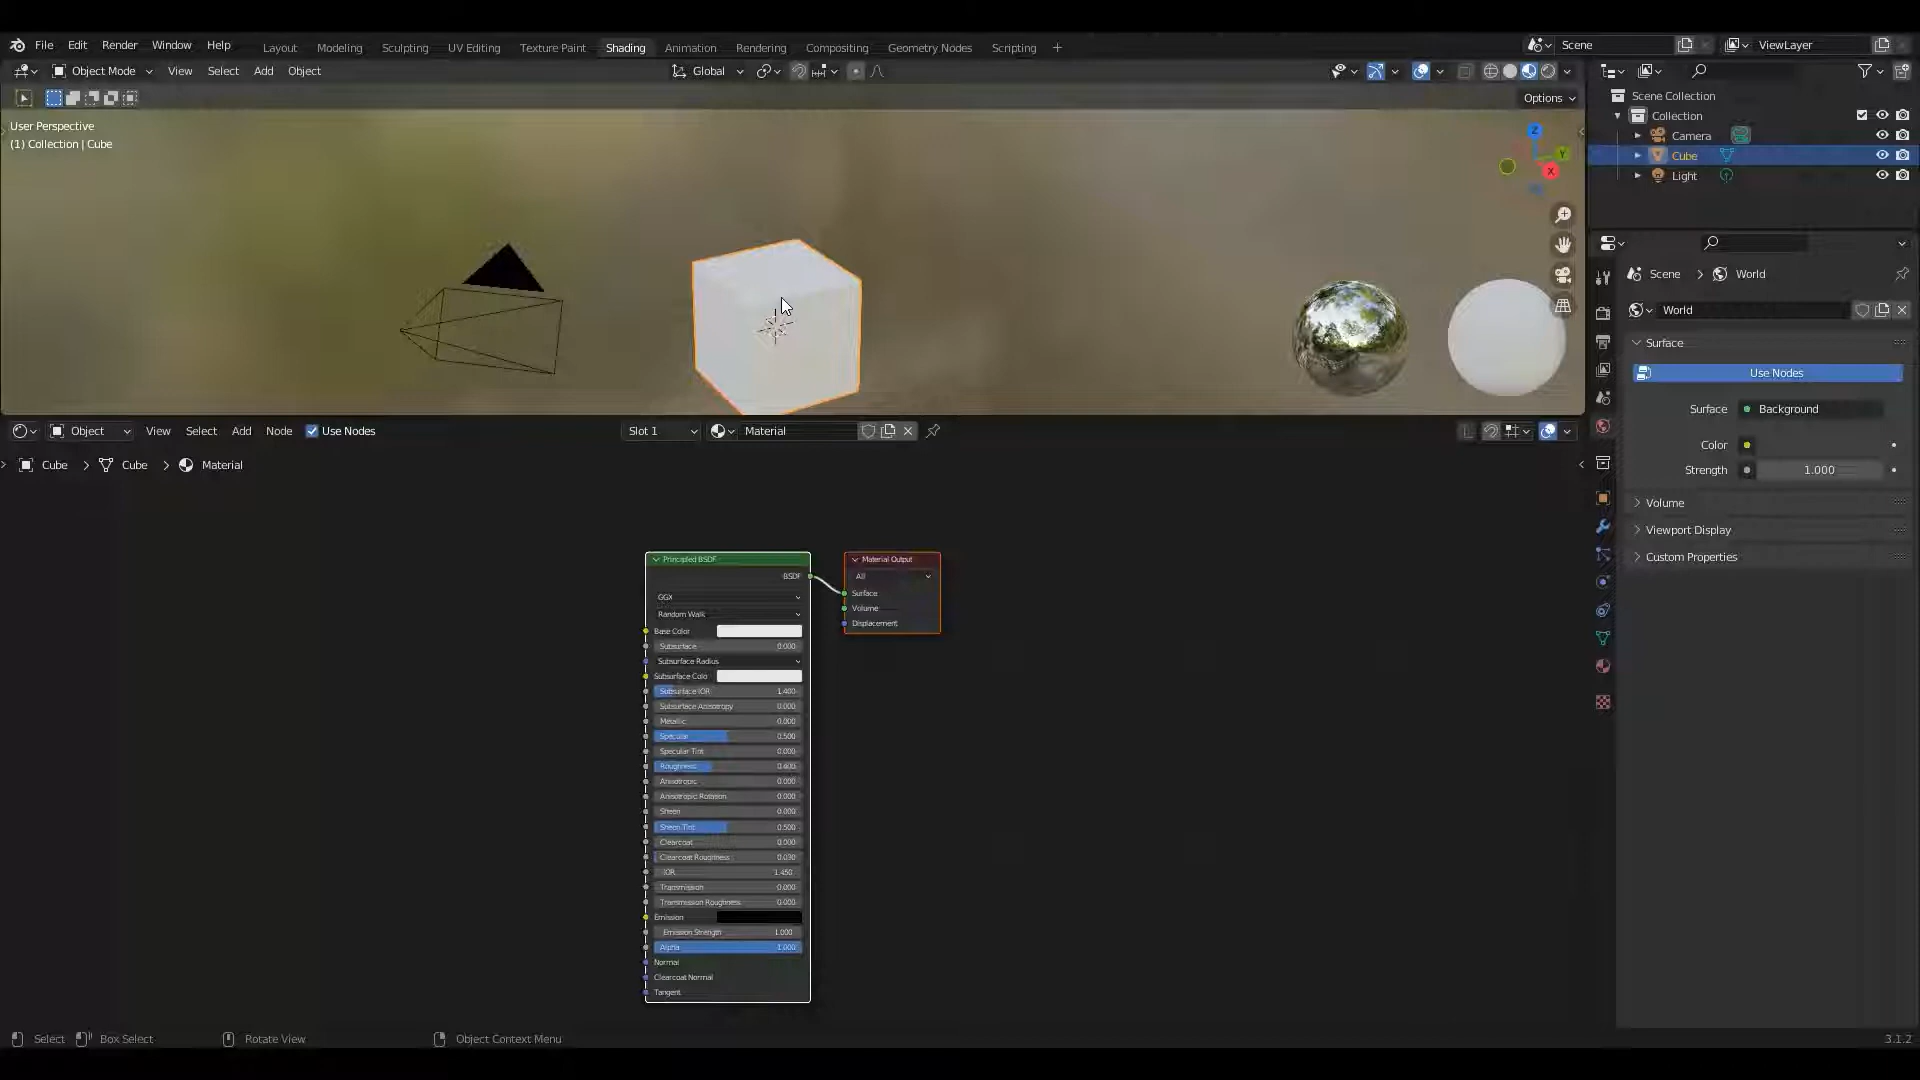 File Edit Render Window Help Layout Modeling Sculpting UV Editing Texture Paint Shading Animation Rendering Compositing Geometry Nodes Scripting + Scene ViewLayer
Object Mode View Select Add Object Global
Options
User Perspective
(1) Collection | Cube
Z
Y
X
Scene Collection
Collection
Camera
Cube
Light
Scene > World
World
Surface
Use Nodes
Surface Background
Color
Strength 1.000
Volume
Viewport Display
Custom Properties
Object View Select Add Node Use Nodes Slot 1 Material
Cube > Cube > Material
Principled BSDF
BSDF
GGX
Random Walk
Base Color
Subsurface 0.000
Subsurface Radius
Subsurface Colo
Subsurface IOR 1.400
Subsurface Anisotropy 0.000
Metallic 0.000
Specular 0.500
Specular Tint 0.000
Roughness 0.400
Anisotropic 0.000
Anisotropic Rotation 0.000
Sheen 0.000
Sheen Tint 0.500
Clearcoat 0.000
Clearcoat Roughness 0.030
IOR 1.450
Transmission 0.000
Transmission Roughness 0.000
Emission
Emission Strength 1.000
Alpha 1.000
Normal
Clearcoat Normal
Tangent
Material Output
All
Surface
Volume
Displacement
Select Box Select Rotate View Object Context Menu 3.1.2